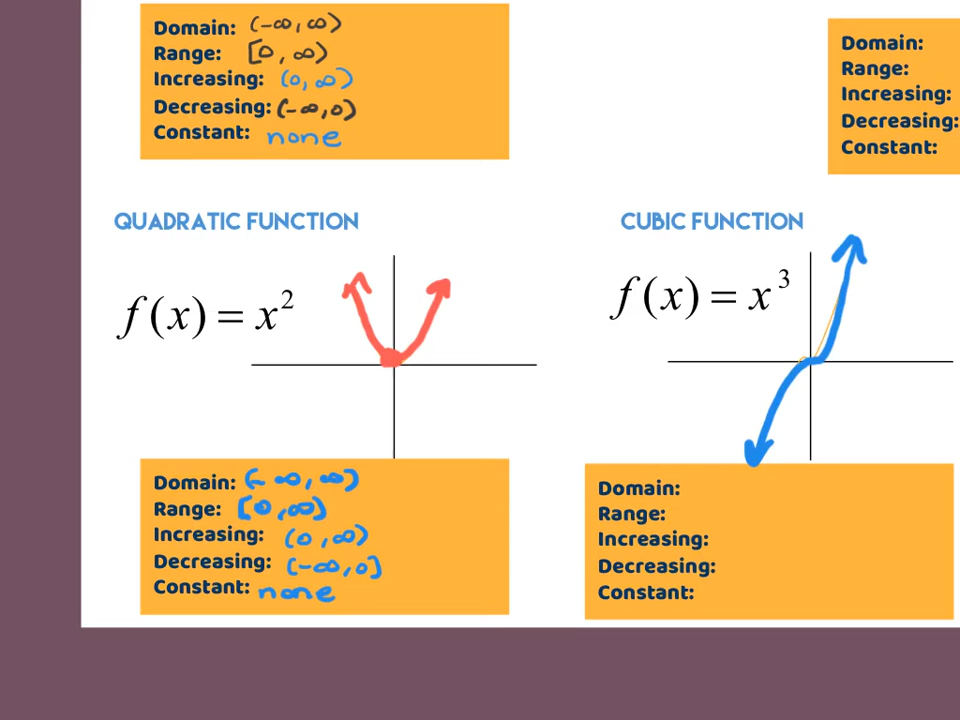 Domain: (-∞, ∞)
Range: [0, ∞)
Increasing: (0, ∞)
Decreasing: (-∞, 0)
Constant: none
Domain:
Range:
Increasing:
Decreasing:
Constant:
QUADRATIC FUNCTION
f(x) = x²
Domain: (-∞, ∞)
Range: [0, ∞)
Increasing: (0, ∞)
Decreasing: (-∞, 0]
Constant: none
CUBIC FUNCTION
f(x) = x³
Domain:
Range:
Increasing:
Decreasing:
Constant: